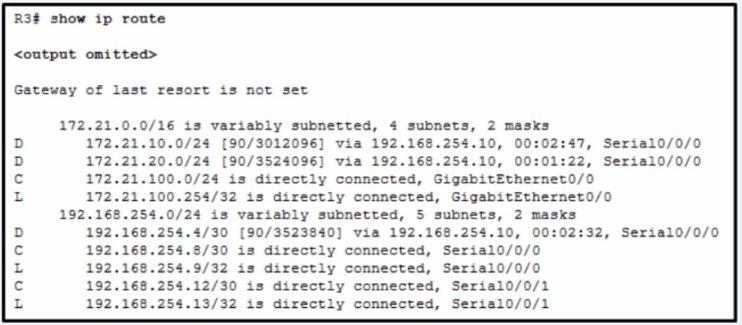 R3# show ip route
<output omitted>
Gateway of last resort is not set
172.21.0.0/16 is variably subnetted, 4 subnets, 2 masks
D 172.21.10.0/24 [90/3012096] via 192.168.254.10, 00:02:47, Serial0/0/0
D 172.21.20.0/24 [90/3524096] via 192.168.254.10, 00:01:22, Serial0/0/0
C 172.21.100.0/24 is directly connected, GigabitEthernet0/0
L 172.21.100.254/32 is directly connected, GigabitEthernet0/0
192.168.254.0/24 is variably subnetted, 5 subnets, 2 masks
D 192.168.254.4/30 [90/3523840] via 192.168.254.10, 00:02:32, Serial0/0/0
C 192.168.254.8/30 is directly connected, Serial0/0/0
L 192.168.254.9/32 is directly connected, Serial0/0/0
C 192.168.254.12/30 is directly connected, Serial0/0/1
L 192.168.254.13/32 is directly connected, Serial0/0/1